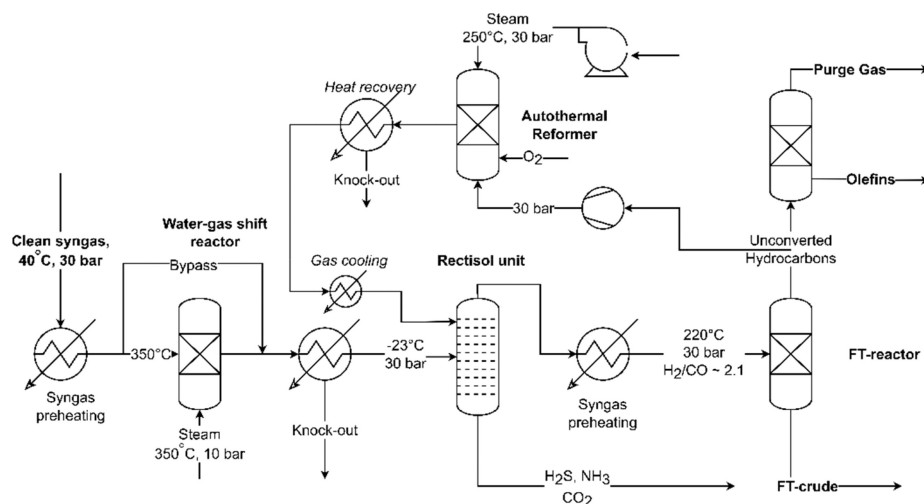 Steam
250°C, 30 bar
Heat recovery
Purge Gas
Autothermal
Reformer
O2
Olefins
Knock-out
30 bar
Clean syngas,
40°C, 30 bar
Water-gas shift
reactor
Bypass
Unconverted
Hydrocarbons
Gas cooling
Rectisol unit
350°C
-23°C
30 bar
220°C
30 bar
H2/CO ~ 2.1
FT-reactor
Syngas
preheating
Knock-out
Syngas
preheating
Steam
350°C, 10 bar
H2S, NH3
CO2
FT-crude